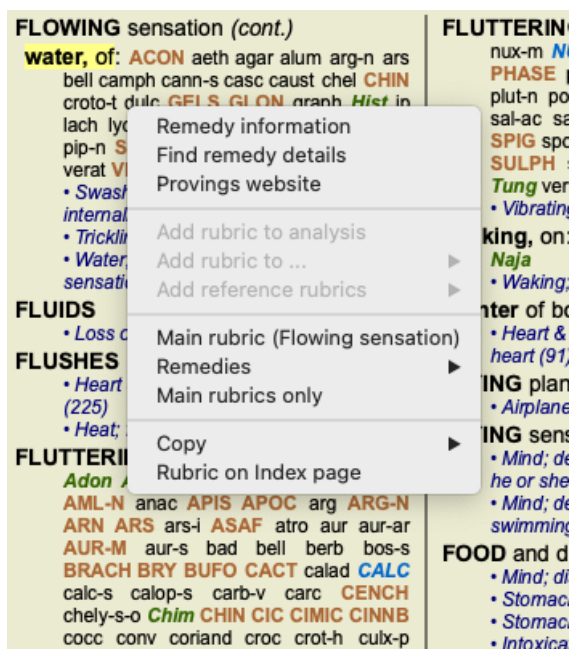 FLOWING sensation (cont.)
water, of: ACON aeth agar alum arg-n ars
bell camph cann-s casc caust chel CHIN
croto-t dulc GELS GLON graph Hist ip
lach
pip-n
verat
• Swash
internal
• Trickli
• Water,
sensati
FLUIDS
• Loss
FLUSHES
• Heart
(225)
• Heat;
FLUTTERI
Adon
AML-N anac APIS APOC arg ARG-N
ARN ARS ars-i ASAF atro aur aur-ar
AUR-M aur-s bad bell berb bos-s
BRACH BRY BUFO CACT calad CALC
calc-s calop-s carb-v carc CENCH
chely-s-o Chim CHIN CIC CIMIC CINNB
cocc conv coriand croc crot-h culx-p
Remedy information
Find remedy details
Provings website
Add rubric to analysis
Add rubric to ...
Add reference rubrics
Main rubric (Flowing sensation)
Remedies
Main rubrics only
Copy
Rubric on Index page
FLUTTERING
nux-m
PHASE
plut-n
sal-ac
SPIG
SULPH
Tung
• Vibrating
king, on:
Naja
• Waking;
nter of
• Heart &
heart (91)
ING plan
• Airplane
ING sens
• Mind;
he or she
• Mind;
swimming
FOOD and
• Mind;
• Stomac
• Stomac
• Intoxica